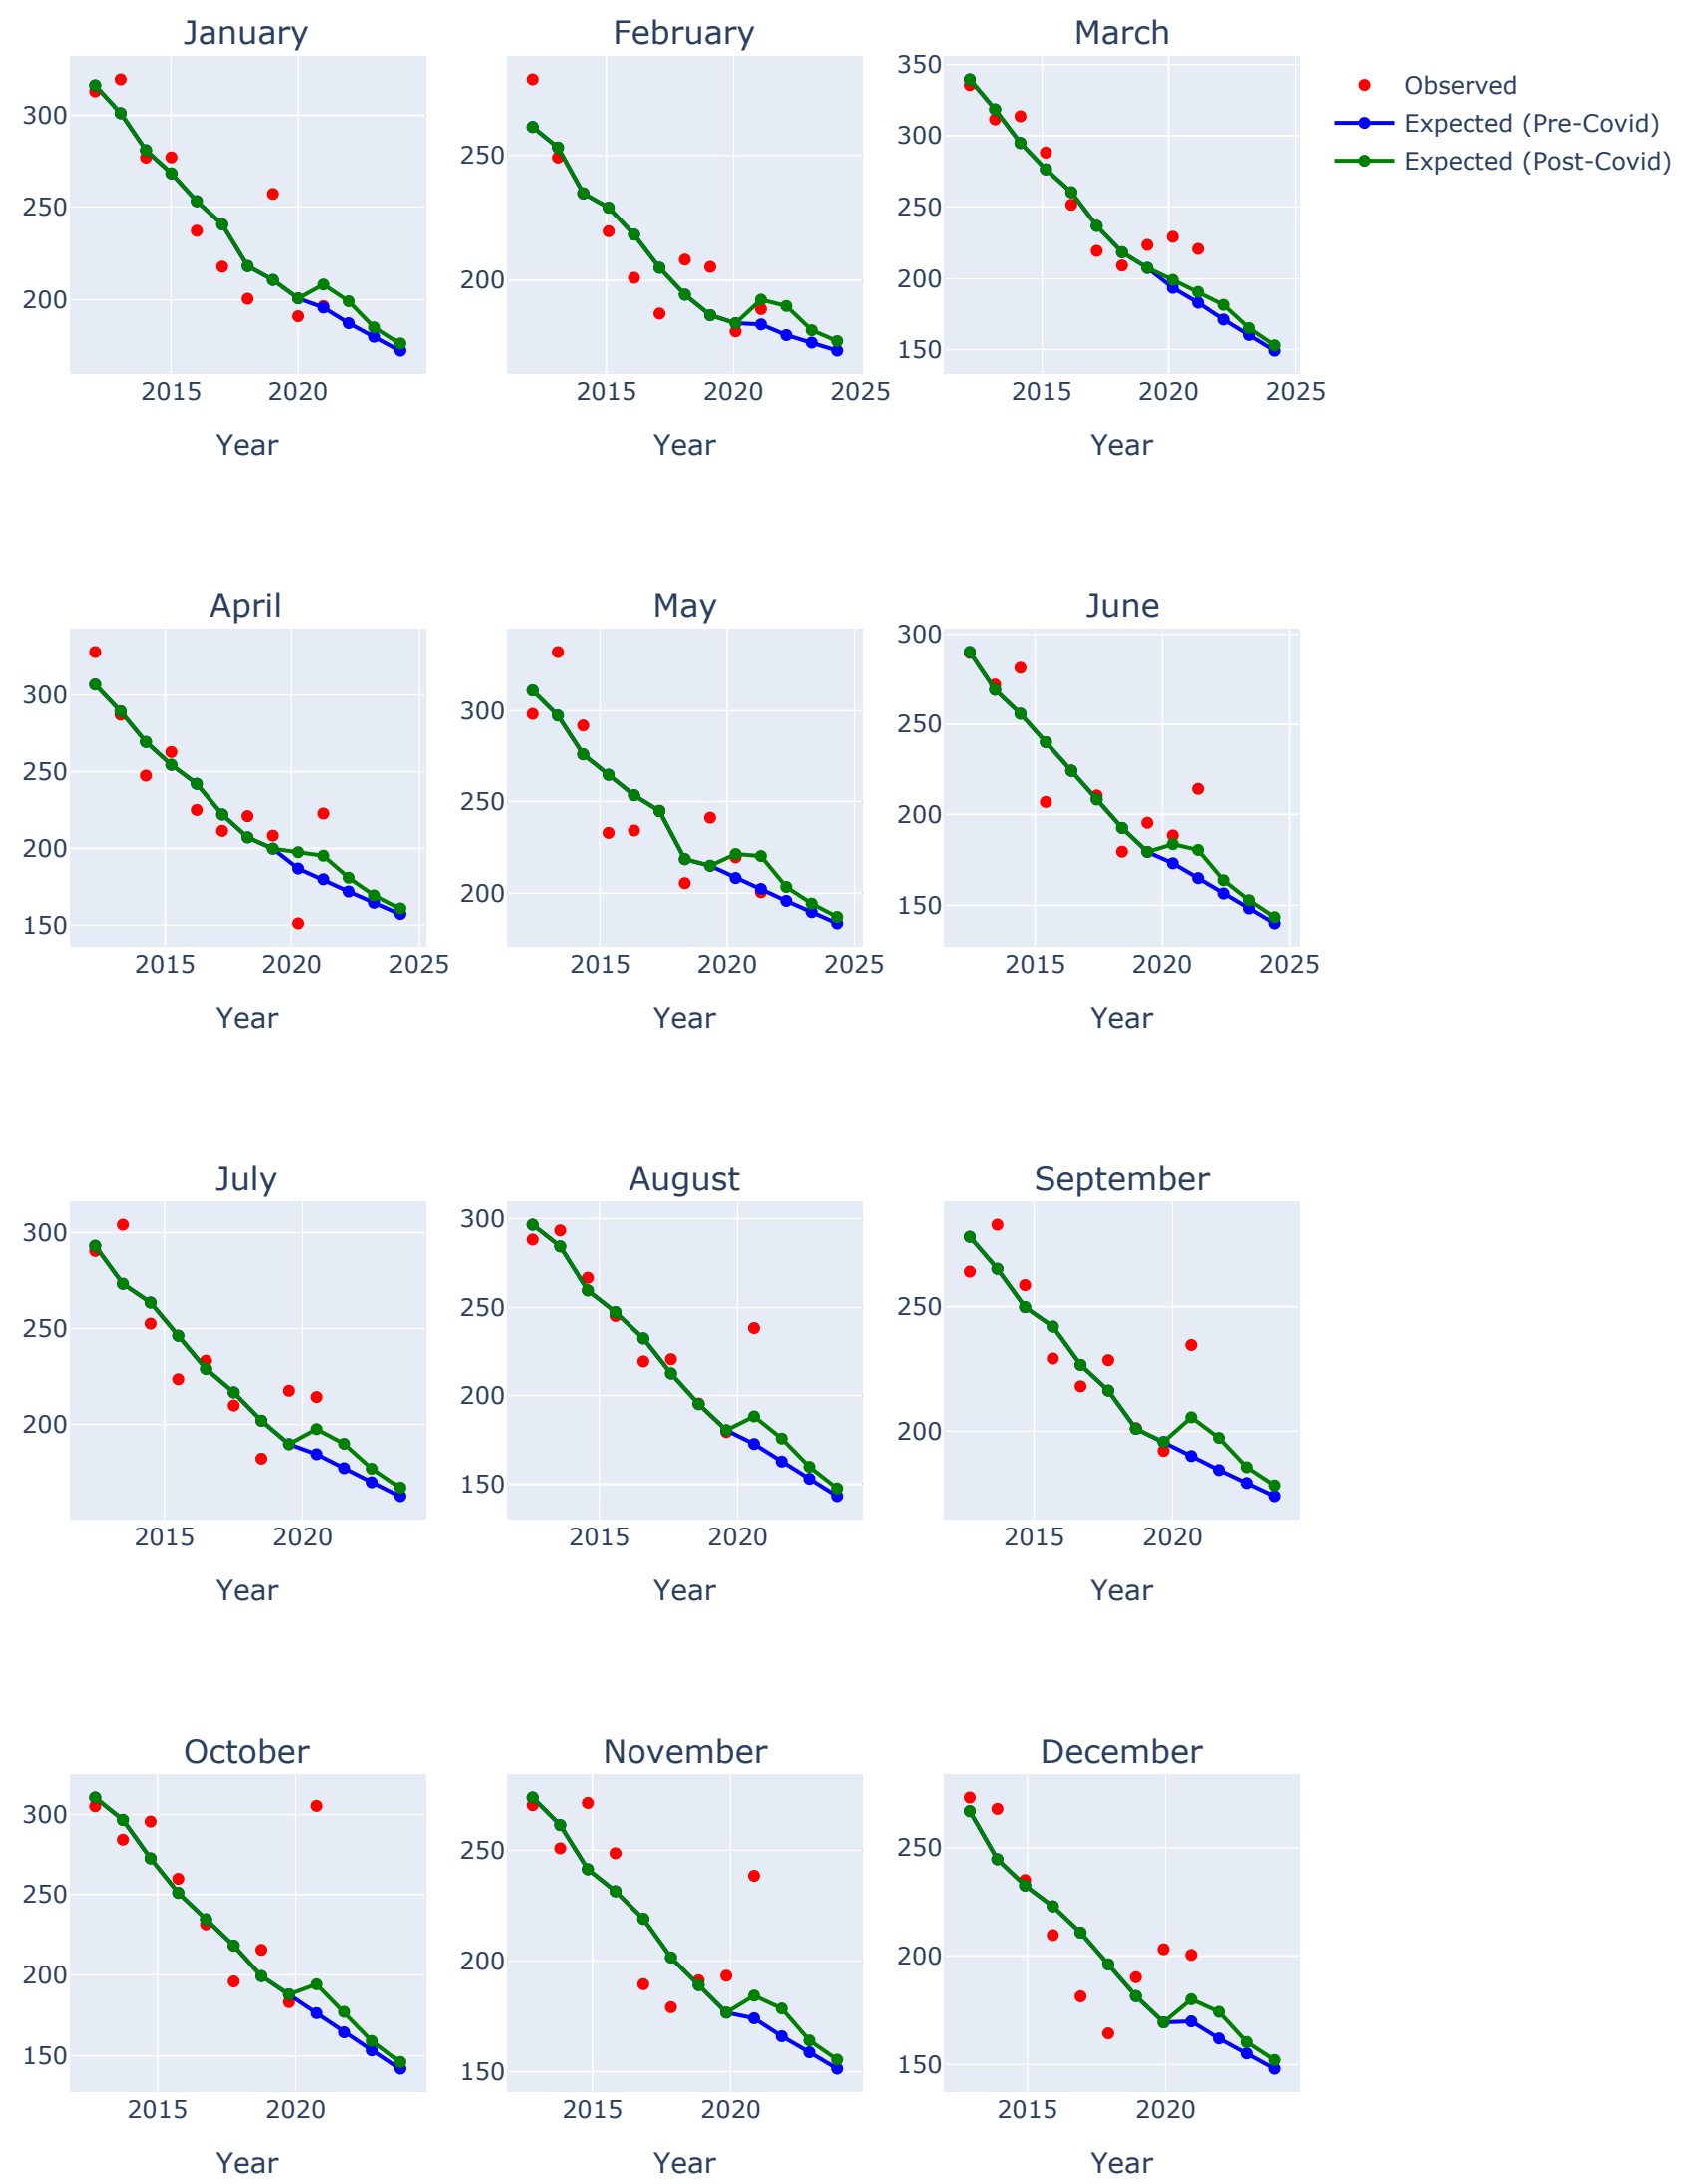 January February March
300
250
200
2015 2020
Year
250
200
2015 2020 2025
Year
350
300
250
200
150
2015 2020 2025
Year
Observed
Expected (Pre-Covid)
Expected (Post-Covid)
April May June
300
250
200
150
2015 2020 2025
Year
300
250
200
2015 2020 2025
Year
300
250
200
150
2015 2020 2025
Year
July August September
300
250
200
2015 2020
Year
300
250
200
150
2015 2020
Year
250
200
2015 2020
Year
October November December
300
250
200
150
2015 2020
Year
250
200
150
2015 2020
Year
250
200
150
2015 2020
Year